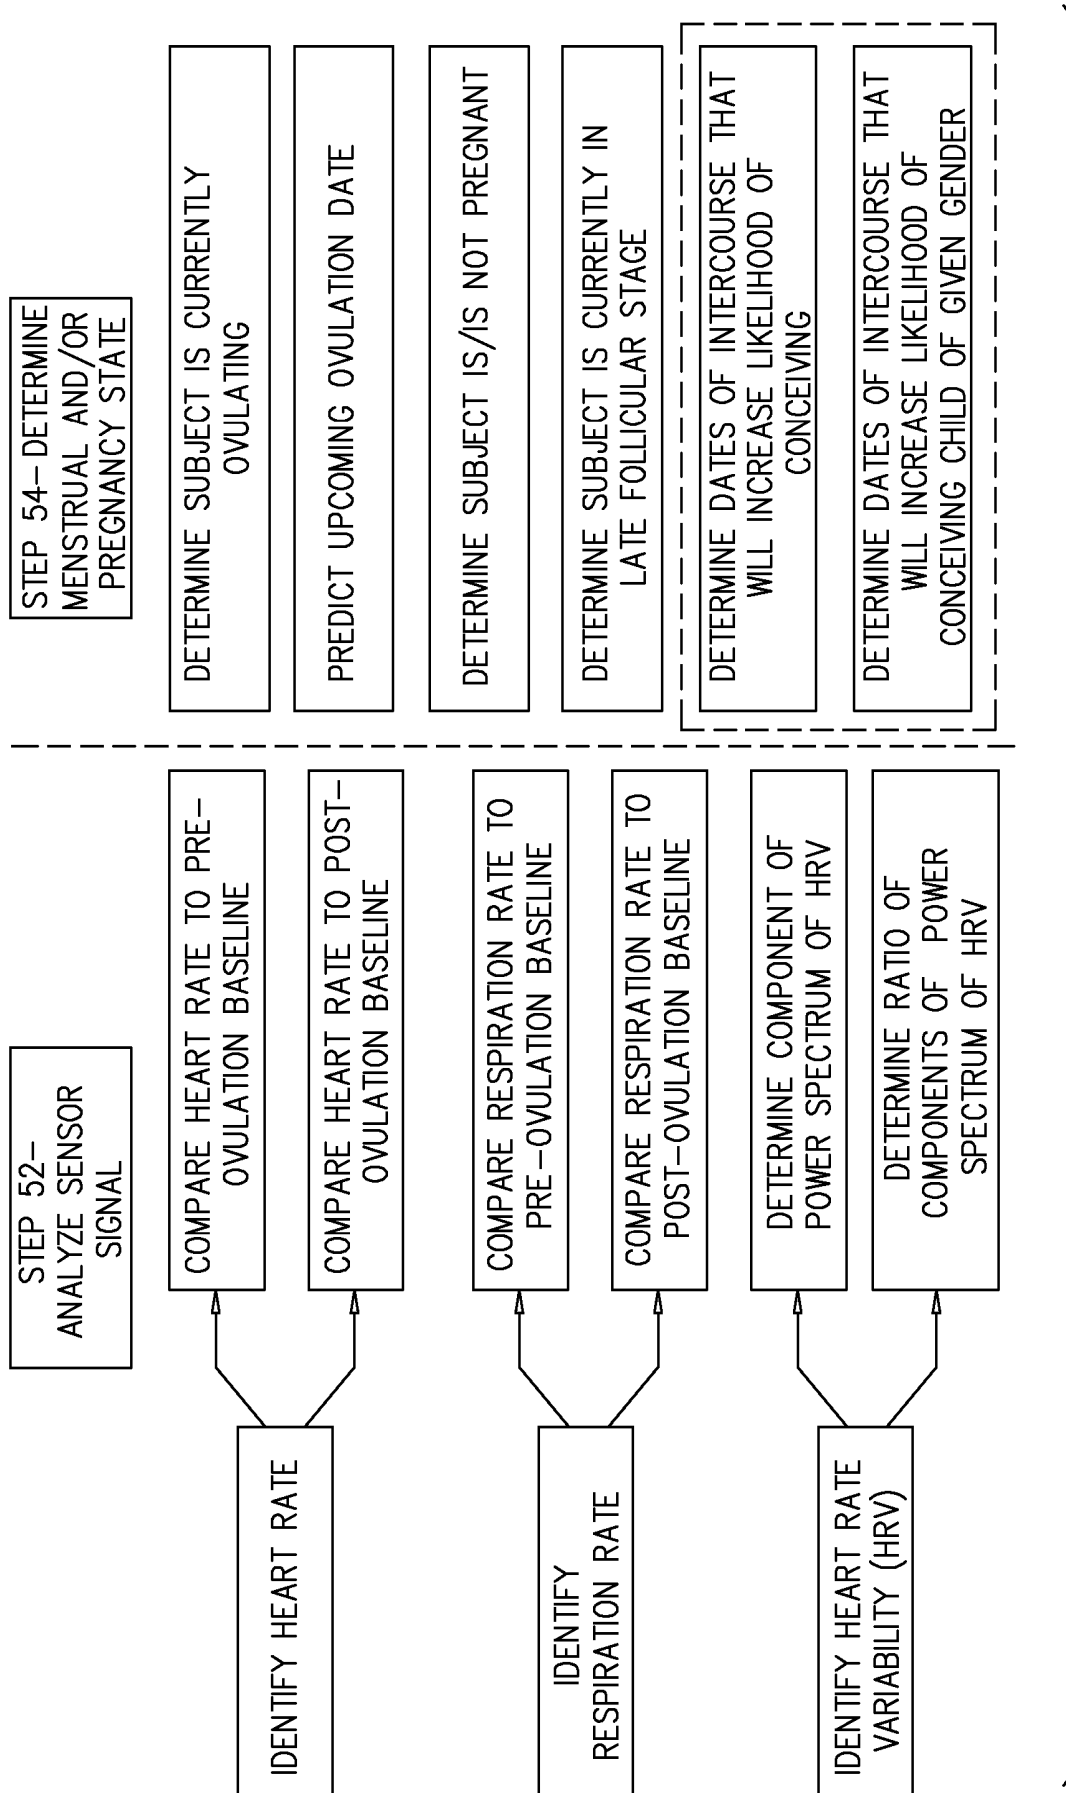 STEP 52–
ANALYZE SENSOR
SIGNAL
IDENTIFY HEART RATE
COMPARE HEART RATE TO PRE–
OVULATION BASELINE
COMPARE HEART RATE TO POST–
OVULATION BASELINE
IDENTIFY
RESPIRATION RATE
COMPARE RESPIRATION RATE TO
PRE–OVULATION BASELINE
COMPARE RESPIRATION RATE TO
POST–OVULATION BASELINE
IDENTIFY HEART RATE
VARIABILITY (HRV)
DETERMINE COMPONENT OF
POWER SPECTRUM OF HRV
DETERMINE RATIO OF
COMPONENTS OF POWER
SPECTRUM OF HRV
STEP 54–DETERMINE
MENSTRUAL AND/OR
PREGNANCY STATE
DETERMINE SUBJECT IS CURRENTLY
OVULATING
PREDICT UPCOMING OVULATION DATE
DETERMINE SUBJECT IS/IS NOT PREGNANT
DETERMINE SUBJECT IS CURRENTLY IN
LATE FOLLICULAR STAGE
DETERMINE DATES OF INTERCOURSE THAT
WILL INCREASE LIKELIHOOD OF
CONCEIVING
DETERMINE DATES OF INTERCOURSE THAT
WILL INCREASE LIKELIHOOD OF
CONCEIVING CHILD OF GIVEN GENDER